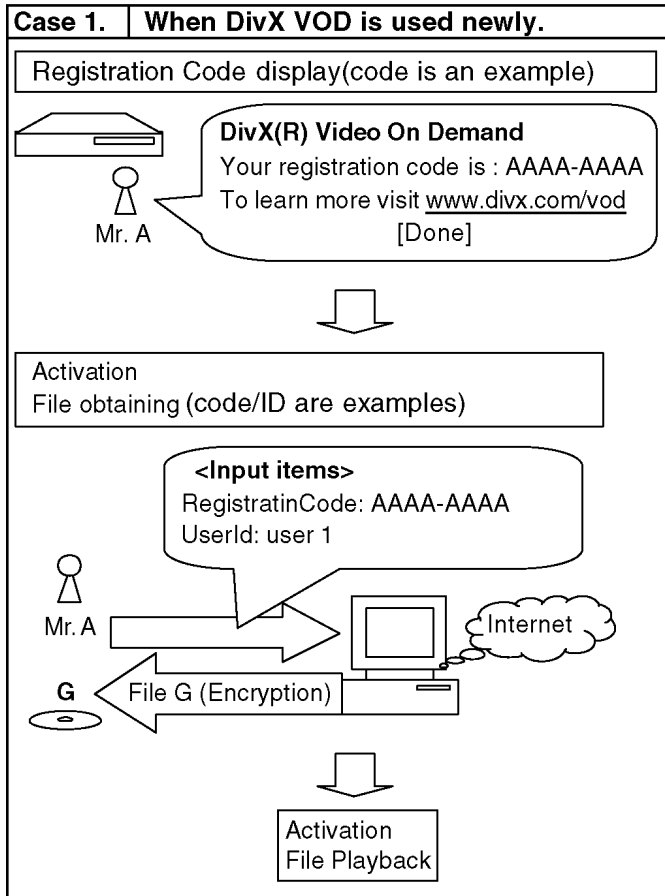 Case 1. When DivX VOD is used newly.
Registration Code display(code is an example)
DivX(R) Video On Demand
Your registration code is : AAAA-AAAA
To learn more visit www.divx.com/vod
[Done]
Mr. A
Activation
File obtaining (code/ID are examples)
<Input items>
RegistratinCode: AAAA-AAAA
UserId: user 1
Mr. A
Internet
G
File G (Encryption)
Activation
File Playback